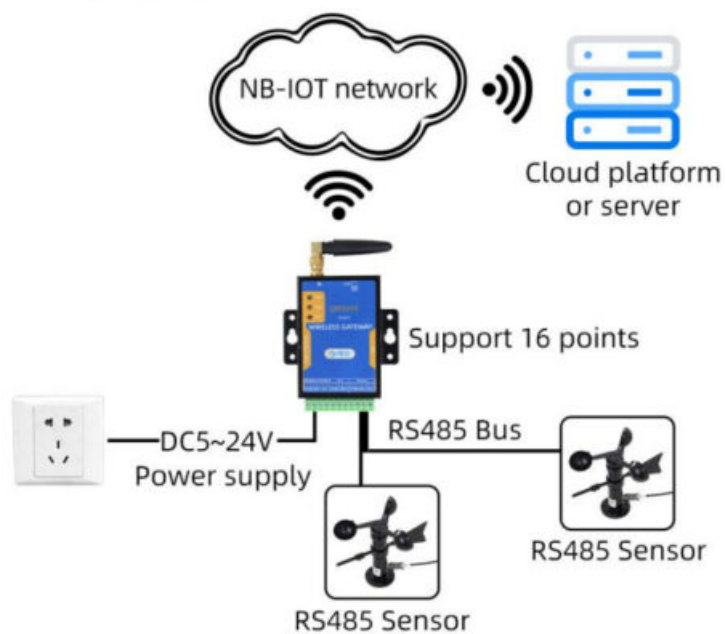 NB-IOT network
Cloud platform
or server
WIRELESS GATEWAY
Support 16 points
DC5~24V
Power supply
RS485 Bus
RS485 Sensor
RS485 Sensor